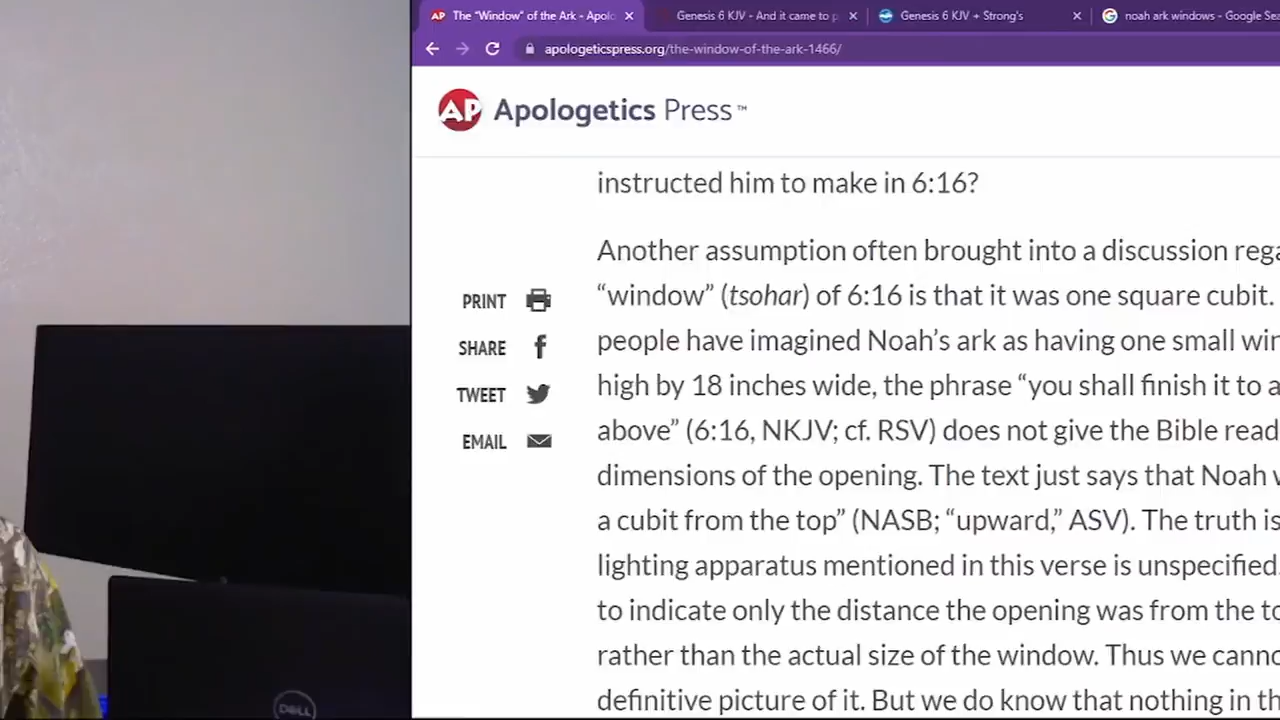 The "Window" of the Ark - Apolo
Genesis 6 KJV - And it came to p
Genesis 6 KJV + Strong's
noah ark windows - Google Sea
apologeticspress.org/the-window-of-the-ark-1466/
AP Apologetics Press™
instructed him to make in 6:16?
Another assumption often brought into a discussion rega
“window” (tsohar) of 6:16 is that it was one square cubit.
people have imagined Noah’s ark as having one small win
high by 18 inches wide, the phrase “you shall finish it to a
above” (6:16, NKJV; cf. RSV) does not give the Bible read
dimensions of the opening. The text just says that Noah w
a cubit from the top” (NASB; “upward,” ASV). The truth is
lighting apparatus mentioned in this verse is unspecified.
to indicate only the distance the opening was from the to
rather than the actual size of the window. Thus we canno
definitive picture of it. But we do know that nothing in th
PRINT
SHARE
TWEET
EMAIL
DELL